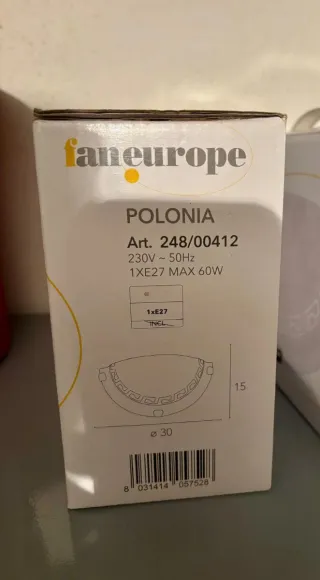 faneurope
POLONIA
Art. 248/00412
230V ~ 50Hz
1XE27 MAX 60W
1xE27
INCL.
15
ø 30
8 031414 057528